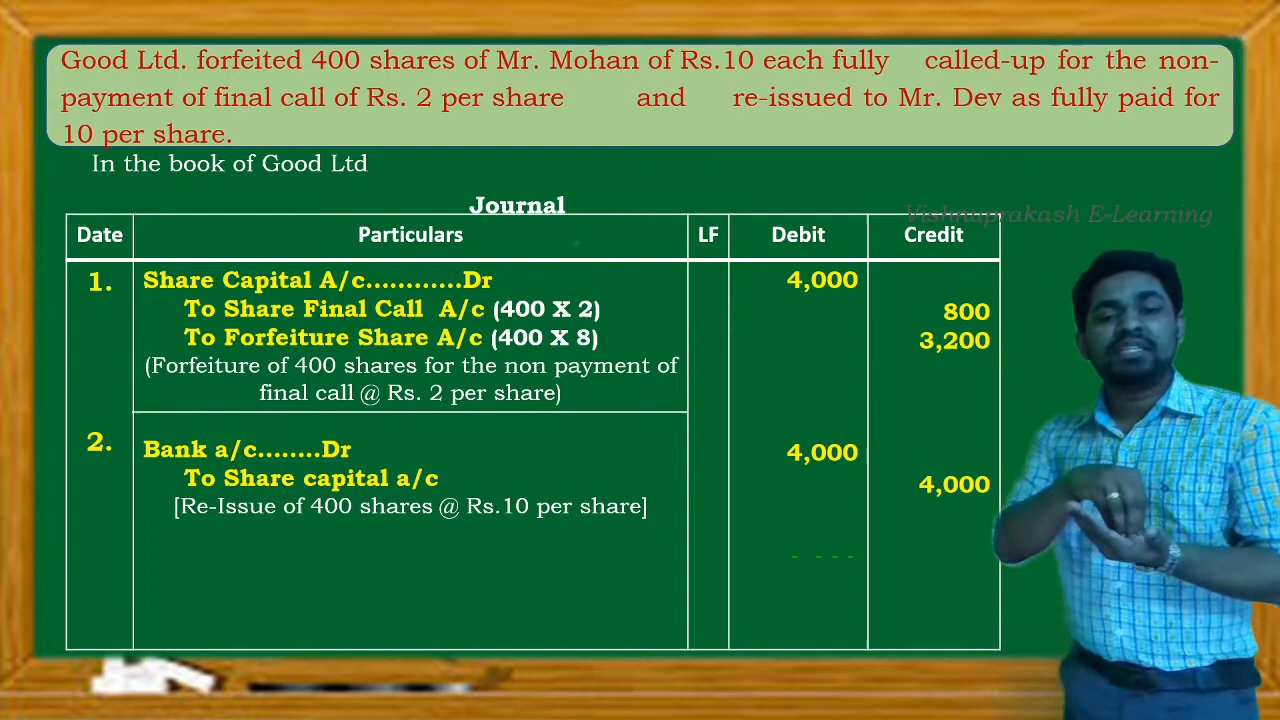 Good Ltd. forfeited 400 shares of Mr. Mohan of Rs.10 each fully called-up for the non-
payment of final call of Rs. 2 per share and re-issued to Mr. Dev as fully paid for
10 per share.
In the book of Good Ltd
Journal
Vishnuprakash E-Learning
Date Particulars LF Debit Credit
1. Share Capital A/c............Dr 4,000
To Share Final Call A/c (400 X 2) 800
To Forfeiture Share A/c (400 X 8) 3,200
(Forfeiture of 400 shares for the non payment of
final call @ Rs. 2 per share)
2. Bank a/c........Dr 4,000
To Share capital a/c 4,000
[Re-Issue of 400 shares @ Rs.10 per share]